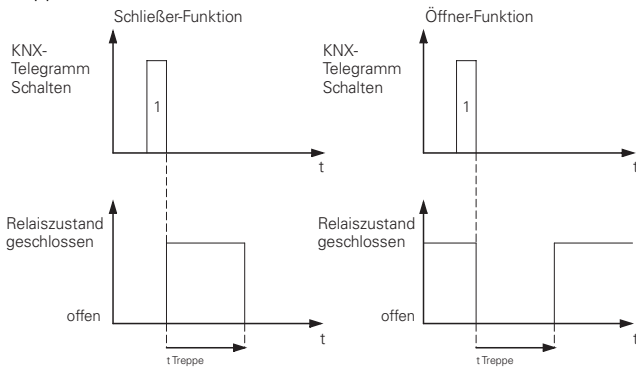 Schließer-Funktion
KNX-
Telegramm
Schalten
1
t
Relaiszustand
geschlossen
offen
t
t Treppe
Öffner-Funktion
KNX-
Telegramm
Schalten
1
t
Relaiszustand
geschlossen
offen
t
t Treppe